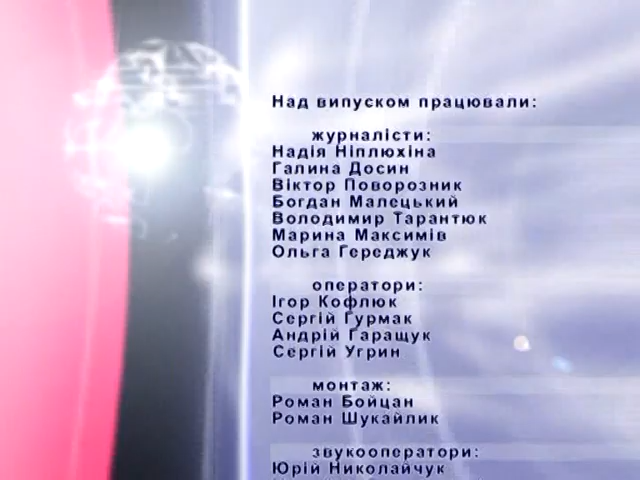 Над випуском працювали:
журналісти:
Надія Ніплюхіна
Галина Досин
Віктор Поворозник
Богдан Малецький
Володимир Тарантюк
Марина Максимів
Ольга Гереджук
оператори:
Ігор Кофлюк
Сергій Гурмак
Андрій Гаращук
Сергій Угрин
монтаж:
Роман Бойцан
Роман Шукайлик
звукооператори:
Юрій Николайчук